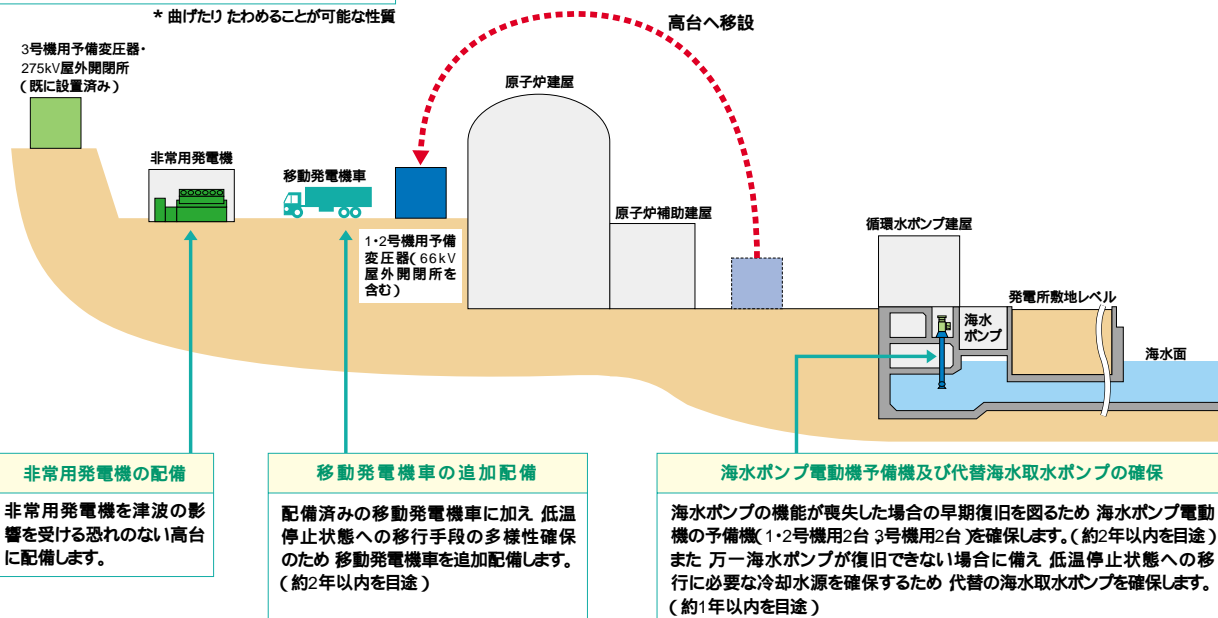 * 曲げたり たわめることが可能な性質
高台へ移設
3号機用予備変圧器・
275kV屋外開閉所
(既に設置済み)
原子炉建屋
非常用発電機
移動発電機車
原子炉補助建屋
循環水ポンプ建屋
1・2号機用予備
変圧器(66kV
屋外開閉所を
含む)
発電所敷地レベル
海水
ポンプ
海水面
非常用発電機の配備
非常用発電機を津波の影
響を受ける恐れのない高台
に配備します。
移動発電機車の追加配備
配備済みの移動発電機車に加え 低温
停止状態への移行手段の多様性確保
のため 移動発電機車を追加配備します。
(約2年以内を目途)
海水ポンプ電動機予備機及び代替海水取水ポンプの確保
海水ポンプの機能が喪失した場合の早期復旧を図るため 海水ポンプ電動
機の予備機(1・2号機用2台 3号機用2台)を確保します。(約2年以内を目途)
また 万一海水ポンプが復旧できない場合に備え 低温停止状態への移
行に必要な冷却水源を確保するため 代替の海水取水ポンプを確保します。
(約1年以内を目途)